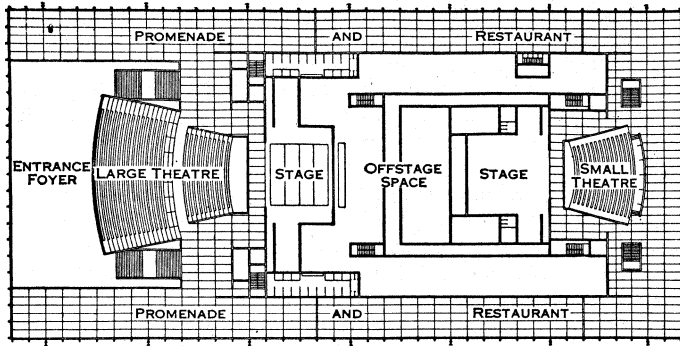 PROMENADE AND RESTAURANT
ENTRANCE
FOYER
LARGE THEATRE
STAGE
OFFSTAGE
SPACE
STAGE
SMALL
THEATRE
PROMENADE AND RESTAURANT